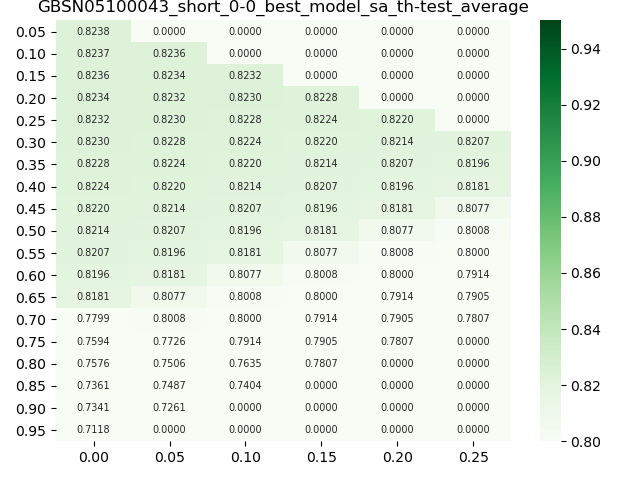 GBSN05100043_short_0-0_best_model_sa_th-test_average
0.05 0.8238 0.0000 0.0000 0.0000 0.0000 0.0000
0.10 0.8237 0.8236 0.0000 0.0000 0.0000 0.0000
0.15 0.8236 0.8234 0.8232 0.0000 0.0000 0.0000
0.20 0.8234 0.8232 0.8230 0.8228 0.0000 0.0000
0.25 0.8232 0.8230 0.8228 0.8224 0.8220 0.0000
0.30 0.8230 0.8228 0.8224 0.8220 0.8214 0.8207
0.35 0.8228 0.8224 0.8220 0.8214 0.8207 0.8196
0.40 0.8224 0.8220 0.8214 0.8207 0.8196 0.8181
0.45 0.8220 0.8214 0.8207 0.8196 0.8181 0.8077
0.50 0.8214 0.8207 0.8196 0.8181 0.8077 0.8008
0.55 0.8207 0.8196 0.8181 0.8077 0.8008 0.8000
0.60 0.8196 0.8181 0.8077 0.8008 0.8000 0.7914
0.65 0.8181 0.8077 0.8008 0.8000 0.7914 0.7905
0.70 0.7799 0.8008 0.8000 0.7914 0.7905 0.7807
0.75 0.7594 0.7726 0.7914 0.7905 0.7807 0.0000
0.80 0.7576 0.7506 0.7635 0.7807 0.0000 0.0000
0.85 0.7361 0.7487 0.7404 0.0000 0.0000 0.0000
0.90 0.7341 0.7261 0.0000 0.0000 0.0000 0.0000
0.95 0.7118 0.0000 0.0000 0.0000 0.0000 0.0000
0.00 0.05 0.10 0.15 0.20 0.25
0.94
0.92
0.90
0.88
0.86
0.84
0.82
0.80